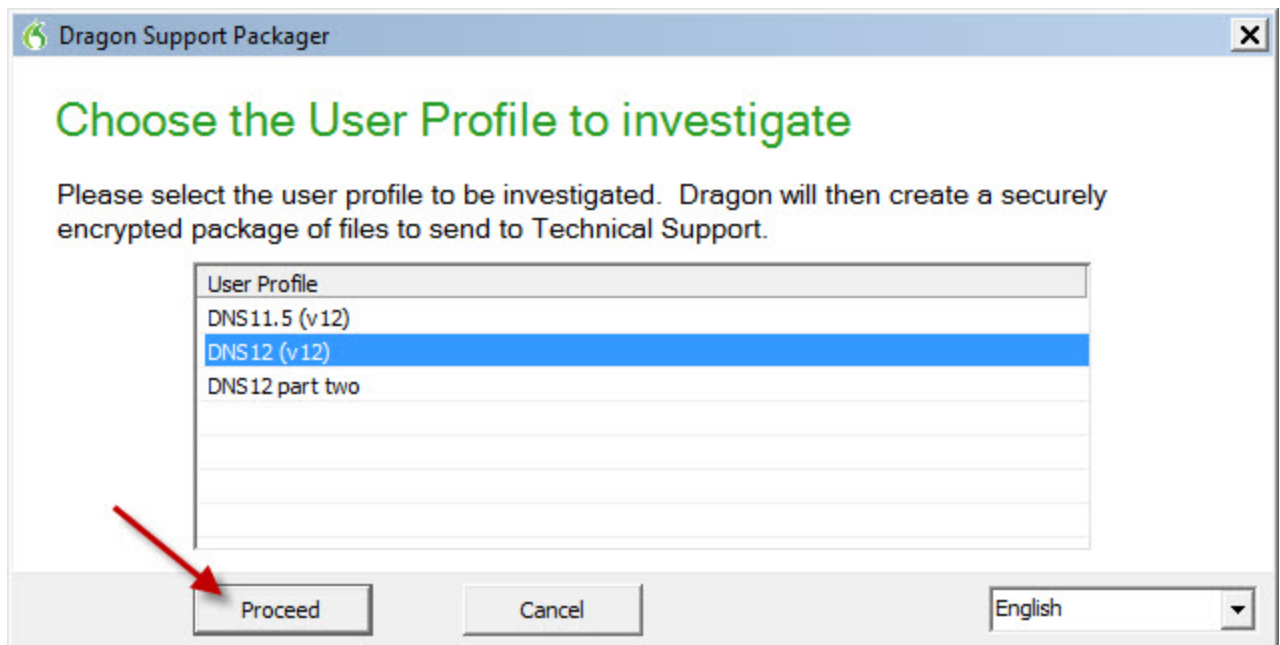 Dragon Support Packager
Choose the User Profile to investigate
Please select the user profile to be investigated.  Dragon will then create a securely
encrypted package of files to send to Technical Support.
User Profile
DNS11.5 (v12)
DNS12 (v12)
DNS12 part two
Proceed
Cancel
English